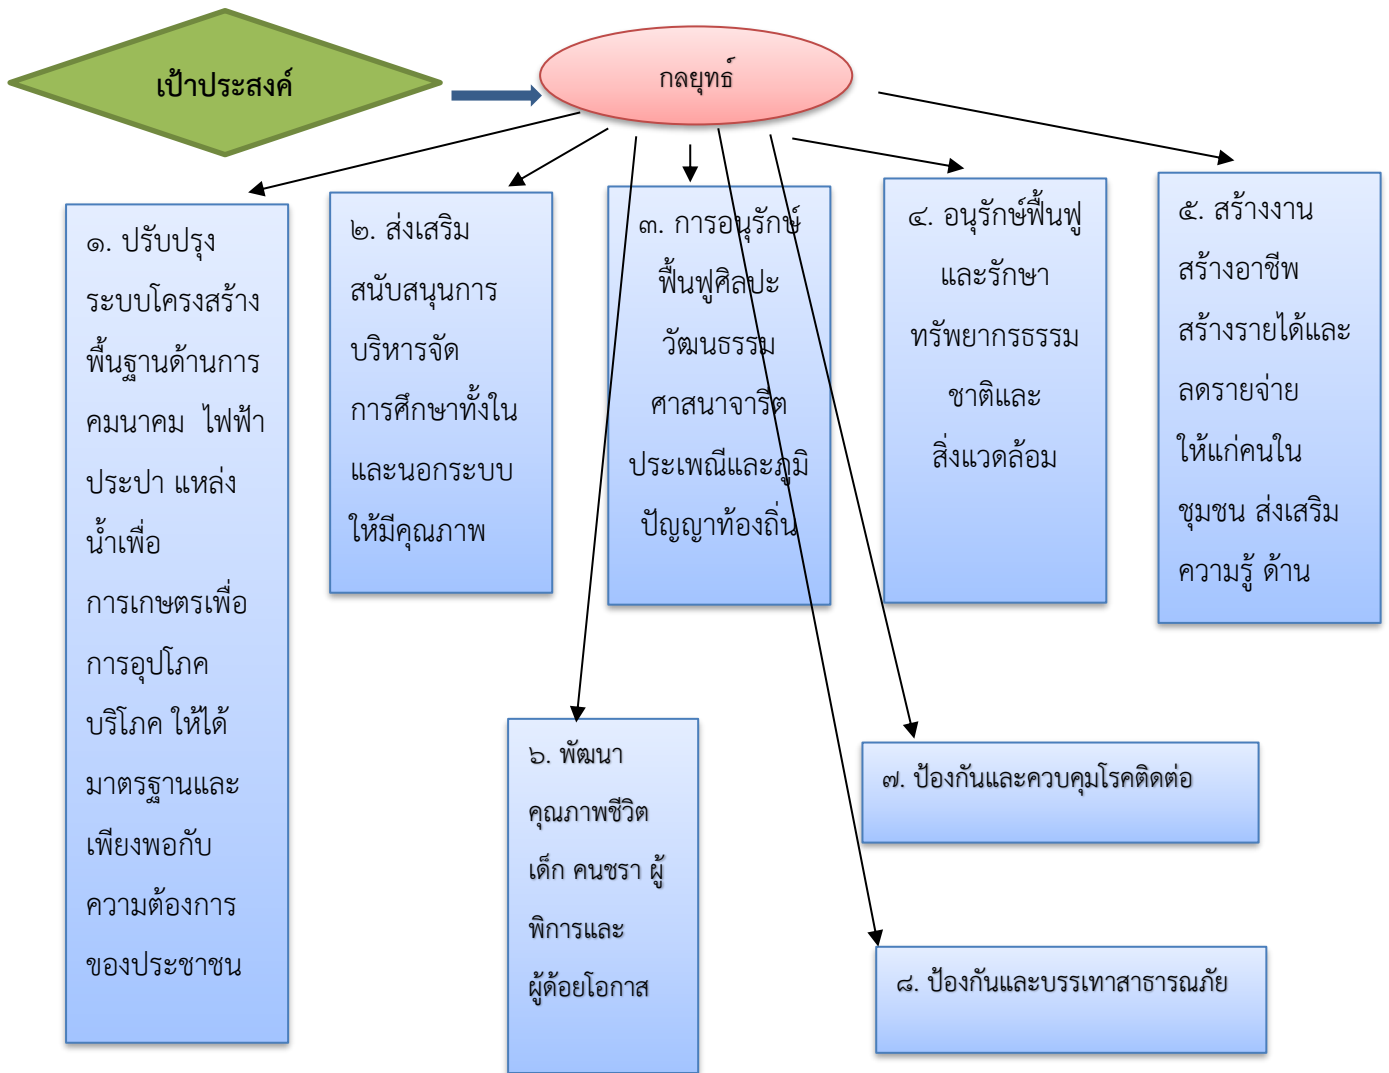 เป้าประสงค์
กลยุทธ์
๑. ปรับปรุง
ระบบโครงสร้าง
พื้นฐานด้านการ
คมนาคม ไฟฟ้า
ประปา แหล่ง
น้ำเพื่อ
การเกษตรเพื่อ
การอุปโภค
บริโภค ให้ได้
มาตรฐานและ
เพียงพอกับ
ความต้องการ
ของประชาชน
๒. ส่งเสริม
สนับสนุนการ
บริหารจัด
การศึกษาทั้งใน
และนอกระบบ
ให้มีคุณภาพ
๓. การอนุรักษ์
ฟื้นฟูศิลปะ
วัฒนธรรม
ศาสนาจารีต
ประเพณีและภูมิ
ปัญญาท้องถิ่น
๔. อนุรักษ์ฟื้นฟู
และรักษา
ทรัพยากรธรรม
ชาติและ
สิ่งแวดล้อม
๕. สร้างงาน
สร้างอาชีพ
สร้างรายได้และ
ลดรายจ่าย
ให้แก่คนใน
ชุมชน ส่งเสริม
ความรู้ ด้าน
๖. พัฒนา
คุณภาพชีวิต
เด็ก คนชรา ผู้
พิการและ
ผู้ด้อยโอกาส
๗. ป้องกันและควบคุมโรคติดต่อ
๘. ป้องกันและบรรเทาสาธารณภัย